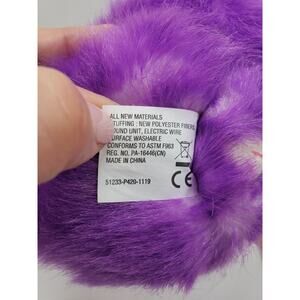 ALL NEW MATERIALS
STUFFING : NEW POLYESTER FIBERS
SOUND UNIT, ELECTRIC WIRE
SURFACE WASHABLE
CONFORMS TO ASTM F963
REG. NO. PA-16446(CN)
MADE IN CHINA
CE
51233-P420-1119